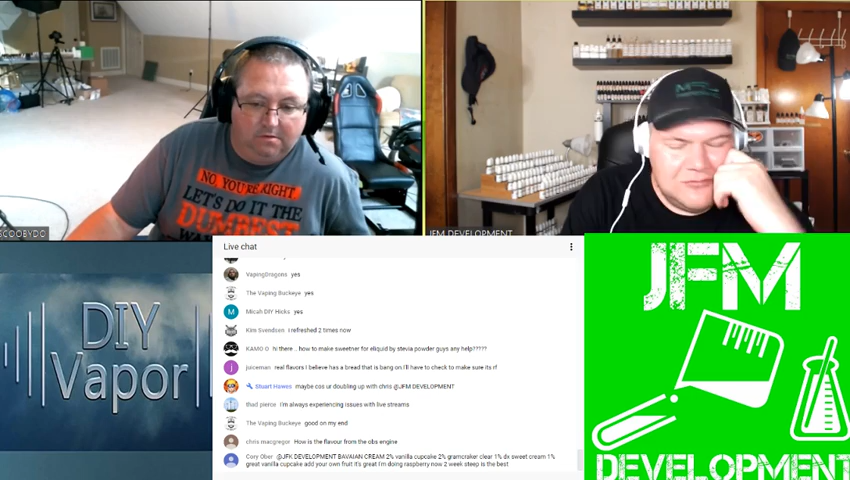 NO, YOU'RE RIGHT
LET'S DO IT THE
DUMBEST
SCOOBYDO
JFM DEVELOPMENT
Live chat
VapingDragons yes
The Vaping Buckeye yes
M Micah DIY Hicks yes
Kim Svendsen I refreshed 2 times now
KAMO O hi there .. how to make sweetner for eliquid by stevia powder guys any help?????
j juiceman real flavors I believe has a bread that is bang on I'll have to check to make sure its rf
Stuart Hawes maybe cos ur doubling up with chris @JFM DEVELOPMENT
thad pierce I'm always experiencing issues with live streams
The Vaping Buckeye good on my end
chris macgregor How is the flavour from the obs engine
Cory Ober @JFK DEVELOPMENT BAVAIAN CREAM 2% vanilla cupcake 2% gramcraker clear 1% dx sweet cream 1%
great vanilla cupcake add your own fruit it's great I'm doing raspberry now 2 week steep is the best
DIY
Vapor
JFM
DEVELOPMENT